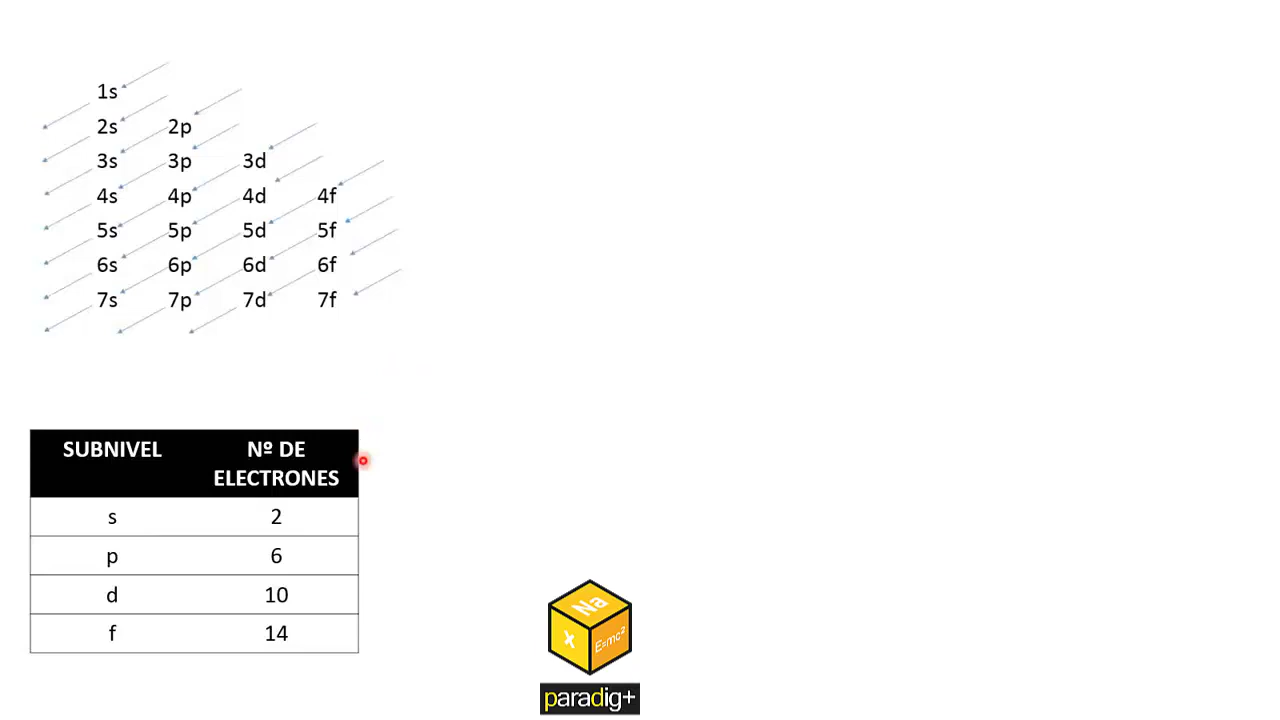 1s
2s 2p
3s 3p 3d
4s 4p 4d 4f
5s 5p 5d 5f
6s 6p 6d 6f
7s 7p 7d 7f
SUBNIVEL Nº DE
ELECTRONES
s 2
p 6
d 10
f 14
Na
x E=mc²
paradig+